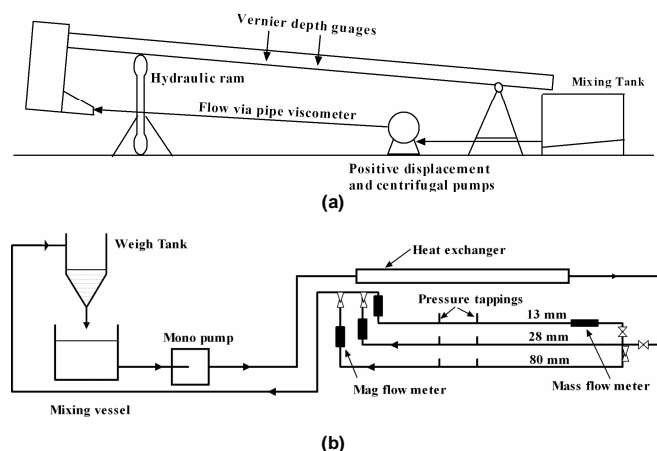 Vernier depth guages
Hydraulic ram
Mixing Tank
Flow via pipe viscometer
Positive displacement
and centrifugal pumps
(a)
Weigh Tank
Heat exchanger
Pressure tappings
13 mm
28 mm
Mono pump
80 mm
Mag flow meter
Mass flow meter
Mixing vessel
(b)